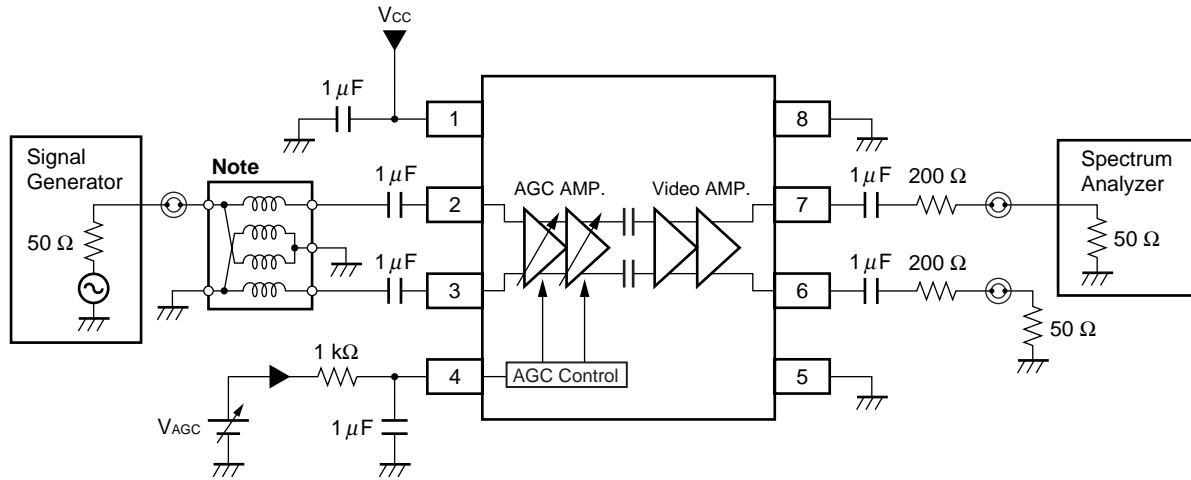 VCC
1 μF
1
8
Signal
Generator
Note
1 μF
AGC AMP.
Video AMP.
1 μF
200 Ω
Spectrum
Analyzer
2
7
50 Ω
50 Ω
1 μF
1 μF
200 Ω
3
6
50 Ω
1 kΩ
4
AGC Control
5
VAGC
1 μF